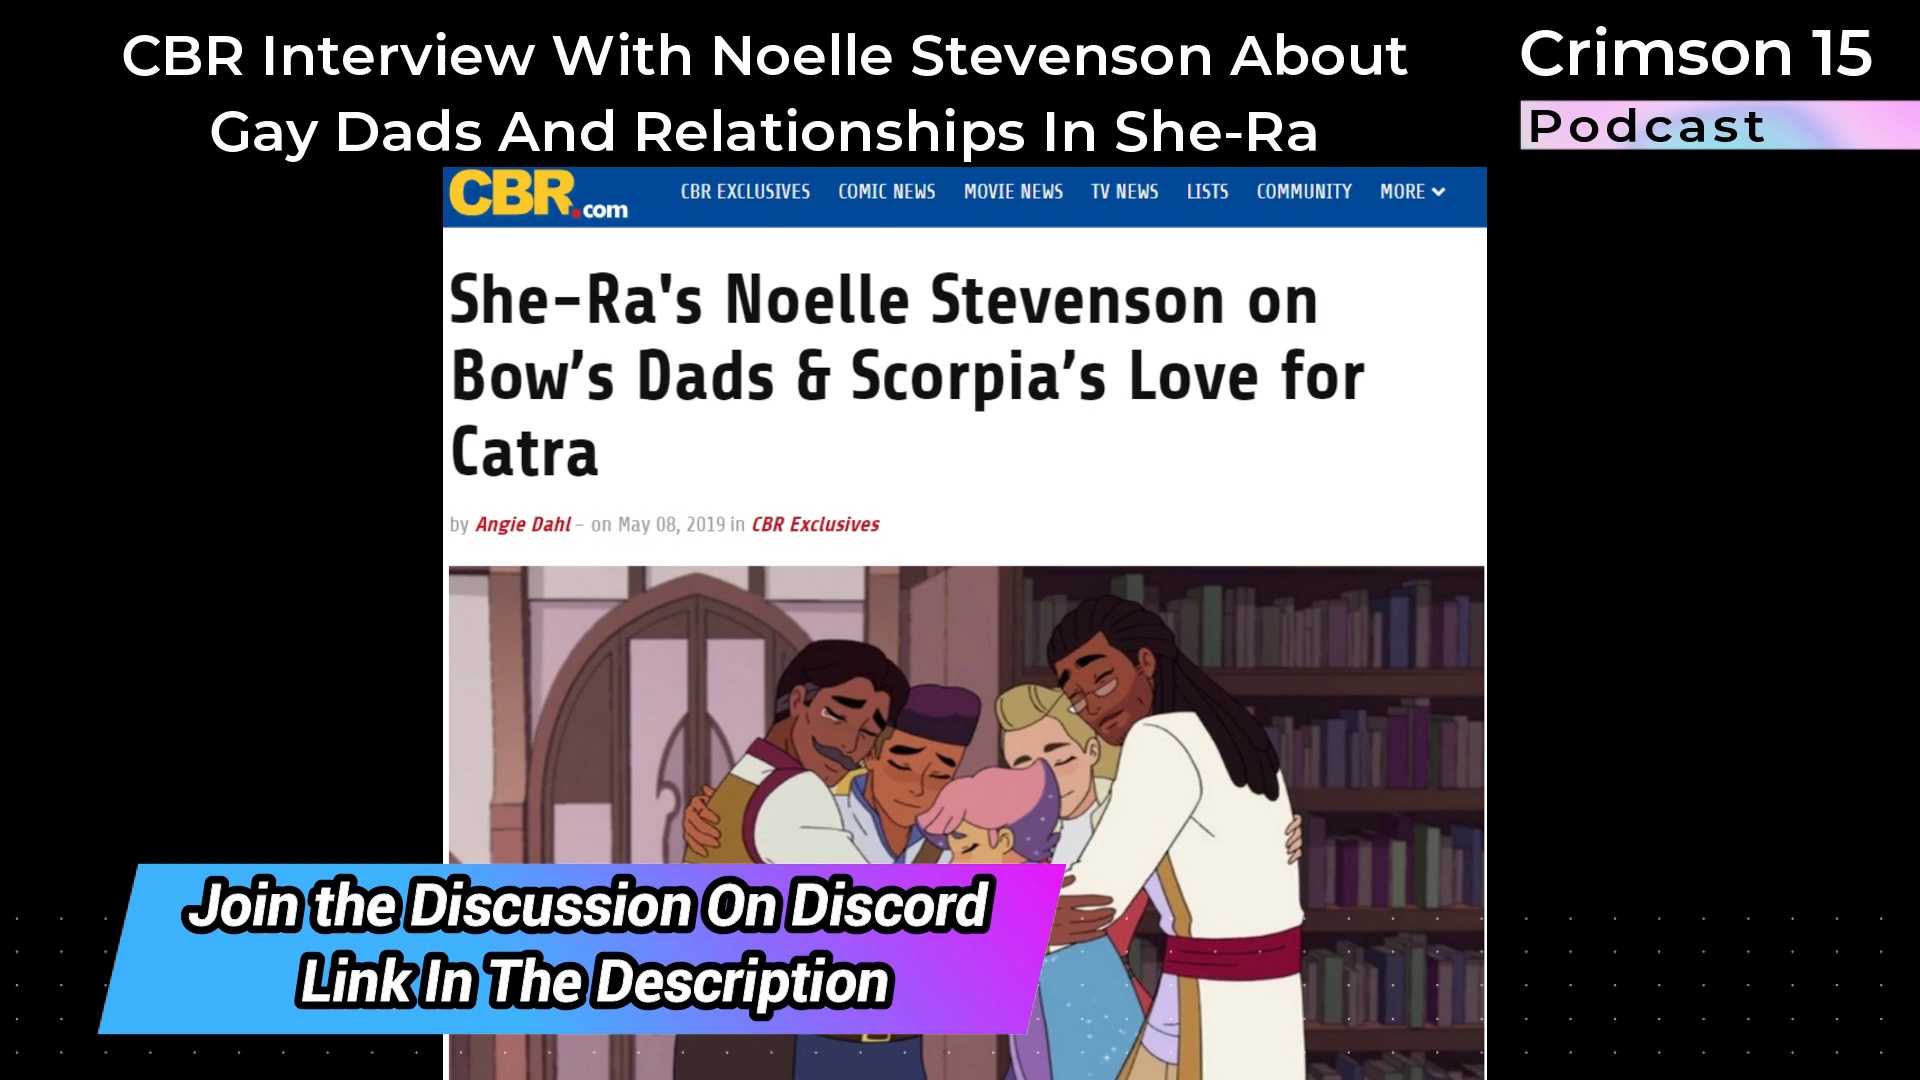 CBR Interview With Noelle Stevenson About
Gay Dads And Relationships In She-Ra
Crimson 15
Podcast
CBR.com
CBR EXCLUSIVES COMIC NEWS MOVIE NEWS TV NEWS LISTS COMMUNITY MORE
She-Ra's Noelle Stevenson on
Bow’s Dads & Scorpia’s Love for
Catra
by Angie Dahl – on May 08, 2019 in CBR Exclusives
Join the Discussion On Discord
Link In The Description